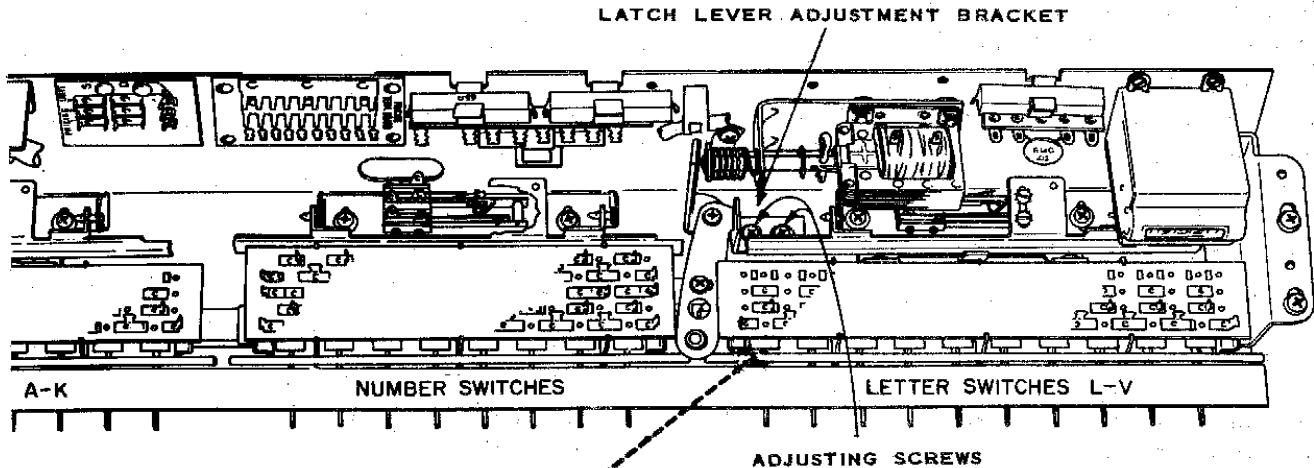 LATCH LEVER ADJUSTMENT BRACKET
A-K
NUMBER SWITCHES
LETTER SWITCHES L-V
ADJUSTING SCREWS